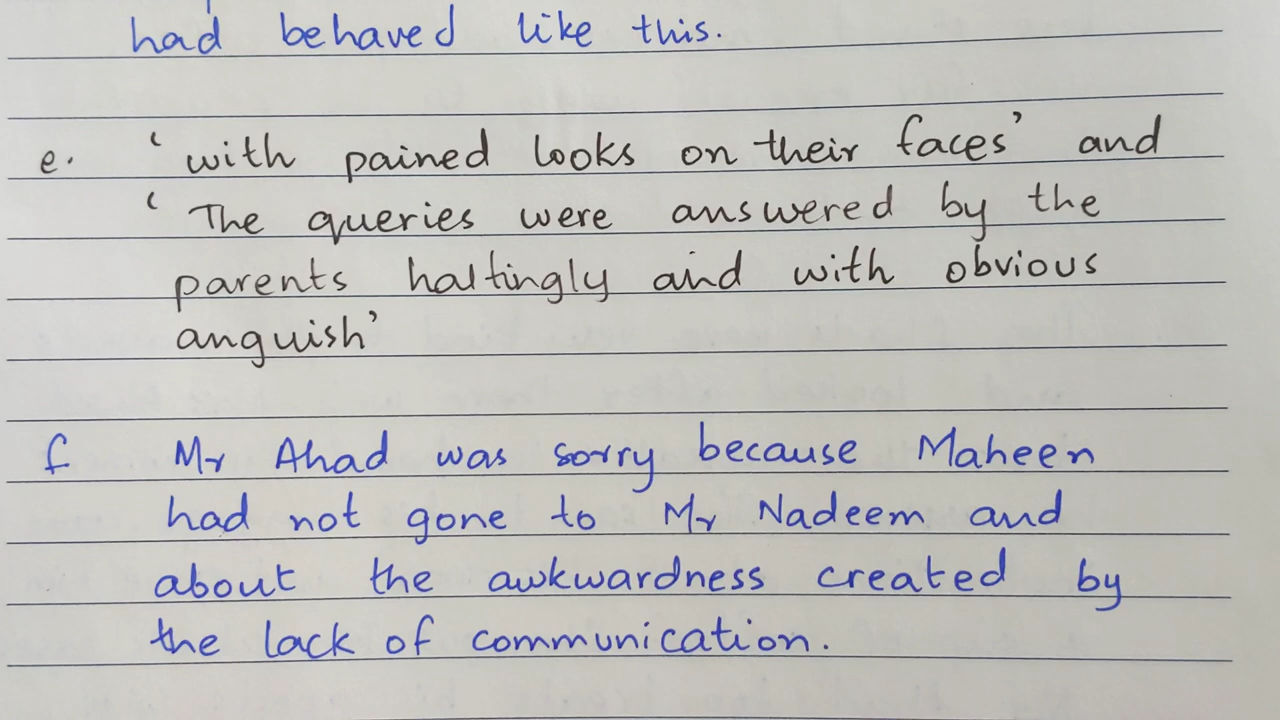 had behaved like this.
e. ‘with pained looks on their faces’ and
‘The queries were answered by the
parents haltingly and with obvious
anguish’
f Mr Ahad was sorry because Maheen
had not gone to Mr Nadeem and
about the awkwardness created by
the lack of communication.